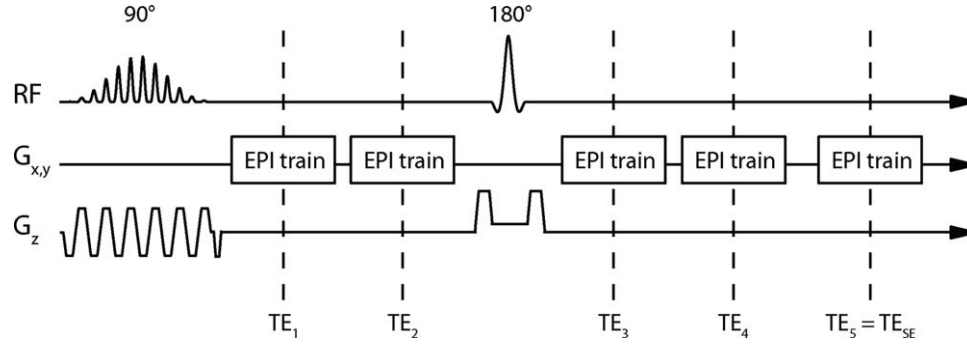 90° 180°
RF
G_x,y EPI train EPI train EPI train EPI train EPI train
G_z
TE_1 TE_2 TE_3 TE_4 TE_5 = TE_SE